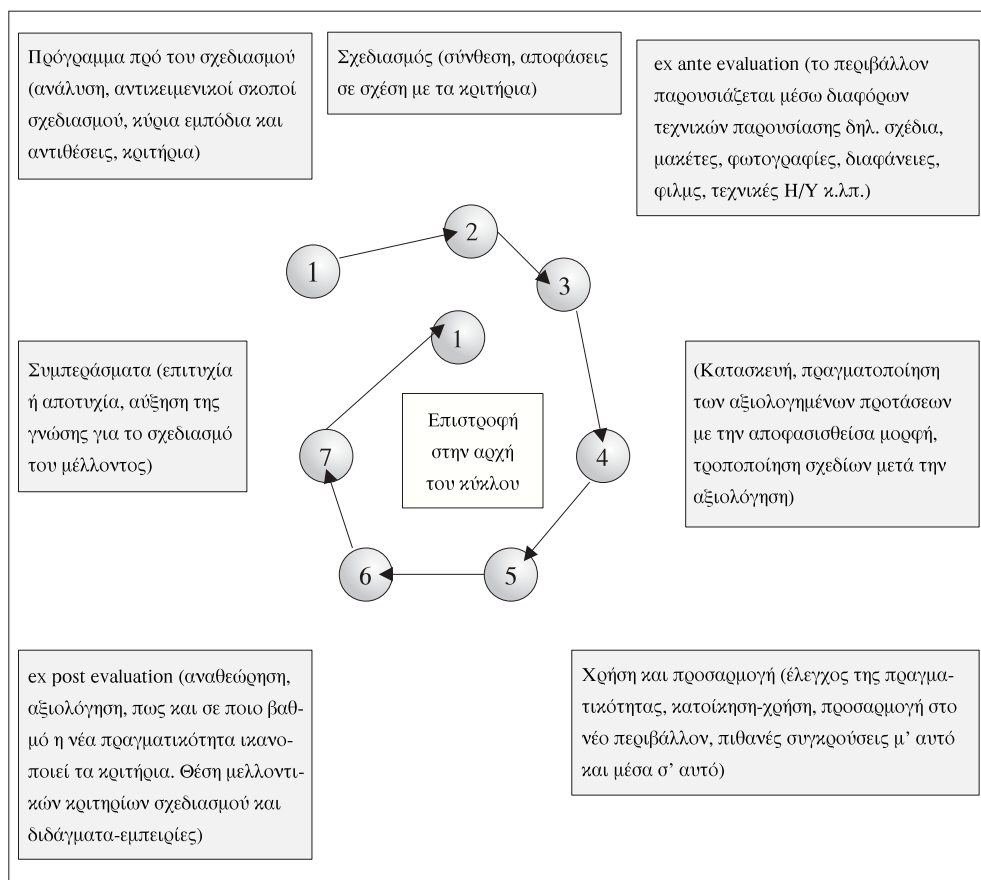 Πρόγραμμα πρό του σχεδιασμού
(ανάλυση, αντικειμενικοί σκοποί
σχεδιασμού, κύρια εμπόδια και
αντιθέσεις, κριτήρια)
Σχεδιασμός (σύνθεση, αποφάσεις
σε σχέση με τα κριτήρια)
ex ante evaluation (το περιβάλλον
παρουσιάζεται μέσω διαφόρων
τεχνικών παρουσίασης δηλ. σχέδια,
μακέτες, φωτογραφίες, διαφάνειες,
φιλμς, τεχνικές Η/Υ κ.λπ.)
1
2
3
1
Συμπεράσματα (επιτυχία
ή αποτυχία, αύξηση της
γνώσης για το σχεδιασμό
του μέλλοντος)
7
Επιστροφή
στην αρχή
του κύκλου
4
(Κατασκευή, πραγματοποίηση
των αξιολογημένων προτάσεων
με την αποφασισθείσα μορφή,
τροποποίηση σχεδίων μετά την
αξιολόγηση)
6
5
ex post evaluation (αναθεώρηση,
αξιολόγηση, πως και σε ποιο βαθ-
μό η νέα πραγματικότητα ικανο-
ποιεί τα κριτήρια. Θέση μελλοντι-
κών κριτηρίων σχεδιασμού και
διδάγματα-εμπειρίες)
Χρήση και προσαρμογή (έλεγχος της πραγμα-
τικότητας, κατοίκηση-χρήση, προσαρμογή στο
νέο περιβάλλον, πιθανές συγκρούσεις μ’ αυτό
και μέσα σ’ αυτό)